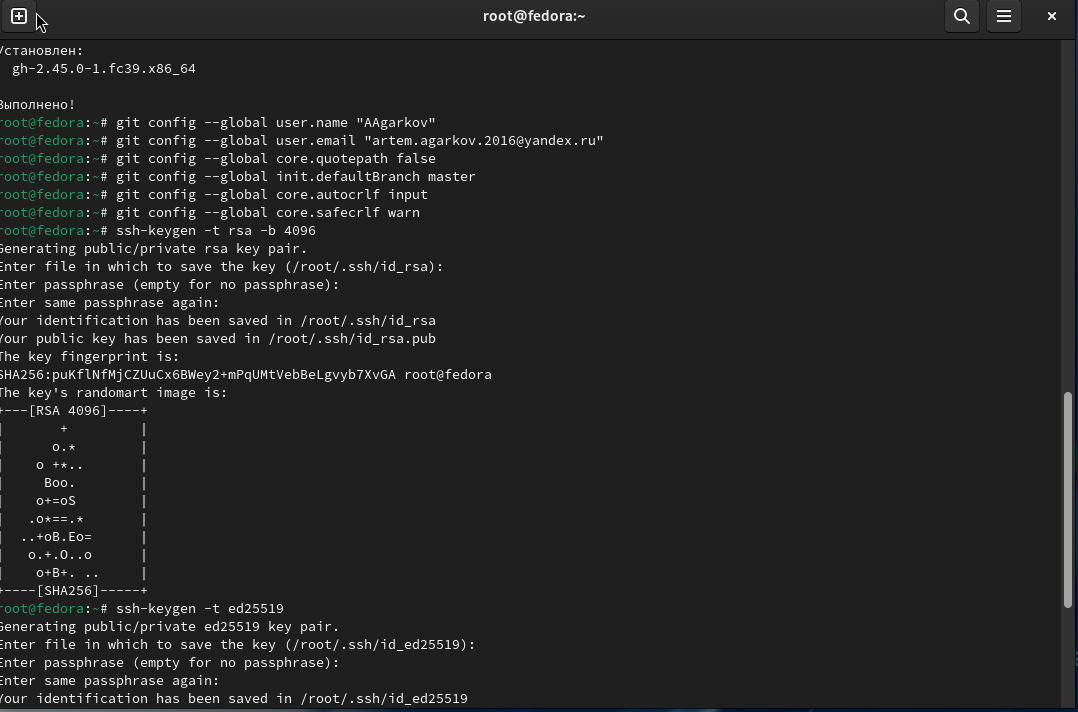 root@fedora:~
Установлен:
  gh-2.45.0-1.fc39.x86_64
Выполнено!
root@fedora:~# git config --global user.name "AAgarkov"
root@fedora:~# git config --global user.email "artem.agarkov.2016@yandex.ru"
root@fedora:~# git config --global core.quotepath false
root@fedora:~# git config --global init.defaultBranch master
root@fedora:~# git config --global core.autocrlf input
root@fedora:~# git config --global core.safecrlf warn
root@fedora:~# ssh-keygen -t rsa -b 4096
Generating public/private rsa key pair.
Enter file in which to save the key (/root/.ssh/id_rsa):
Enter passphrase (empty for no passphrase):
Enter same passphrase again:
Your identification has been saved in /root/.ssh/id_rsa
Your public key has been saved in /root/.ssh/id_rsa.pub
The key fingerprint is:
SHA256:puKflNfMjCZUuCx6BWey2+mPqUMtVebBeLgvyb7XvGA root@fedora
The key's randomart image is:
+---[RSA 4096]----+
|       +         |
|      o.*        |
|    o +*..       |
|     Boo.        |
|    o+=oS        |
|   .o*==.*       |
|  ..+oB.Eo=      |
|   o.+.O..o      |
|    o+B+. ..     |
+----[SHA256]-----+
root@fedora:~# ssh-keygen -t ed25519
Generating public/private ed25519 key pair.
Enter file in which to save the key (/root/.ssh/id_ed25519):
Enter passphrase (empty for no passphrase):
Enter same passphrase again:
Your identification has been saved in /root/.ssh/id_ed25519